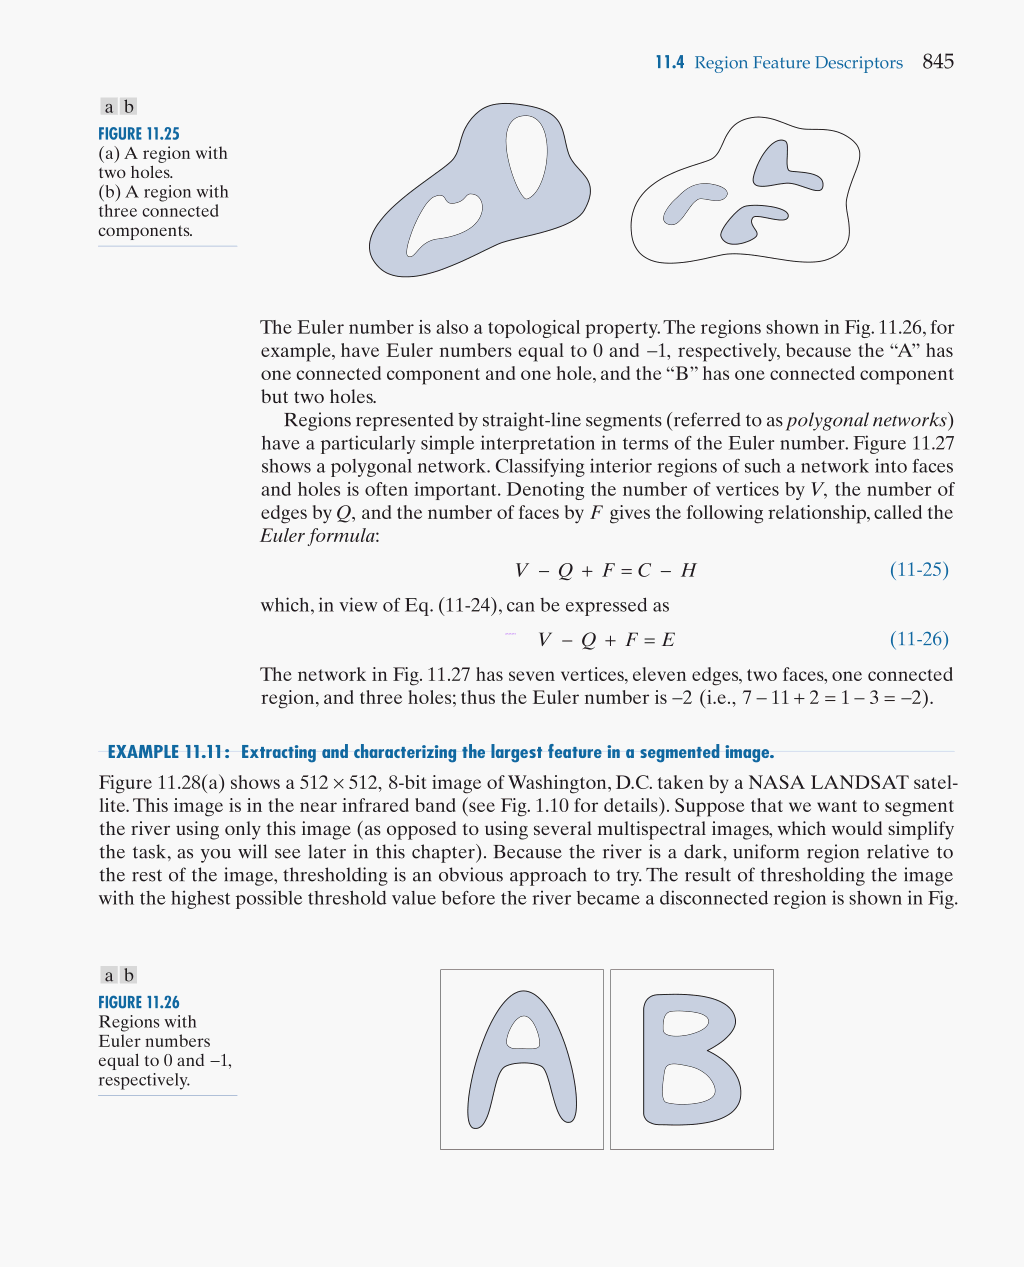 11.4 Region Feature Descriptors 845
a b
FIGURE 11.25
(a) A region with
two holes.
(b) A region with
three connected
components.
The Euler number is also a topological property. The regions shown in Fig. 11.26, for
example, have Euler numbers equal to 0 and −1, respectively, because the “A” has
one connected component and one hole, and the “B” has one connected component
but two holes.
Regions represented by straight-line segments (referred to as polygonal networks)
have a particularly simple interpretation in terms of the Euler number. Figure 11.27
shows a polygonal network. Classifying interior regions of such a network into faces
and holes is often important. Denoting the number of vertices by V, the number of
edges by Q, and the number of faces by F gives the following relationship, called the
Euler formula:
V − Q + F = C − H (11-25)
which, in view of Eq. (11-24), can be expressed as
V − Q + F = E (11-26)
The network in Fig. 11.27 has seven vertices, eleven edges, two faces, one connected
region, and three holes; thus the Euler number is −2 (i.e., 7 − 11 + 2 = 1 − 3 = −2).
EXAMPLE 11.11: Extracting and characterizing the largest feature in a segmented image.
Figure 11.28(a) shows a 512 × 512, 8-bit image of Washington, D.C. taken by a NASA LANDSAT satel-
lite. This image is in the near infrared band (see Fig. 1.10 for details). Suppose that we want to segment
the river using only this image (as opposed to using several multispectral images, which would simplify
the task, as you will see later in this chapter). Because the river is a dark, uniform region relative to
the rest of the image, thresholding is an obvious approach to try. The result of thresholding the image
with the highest possible threshold value before the river became a disconnected region is shown in Fig.
a b
FIGURE 11.26
Regions with
Euler numbers
equal to 0 and −1,
respectively.
A B